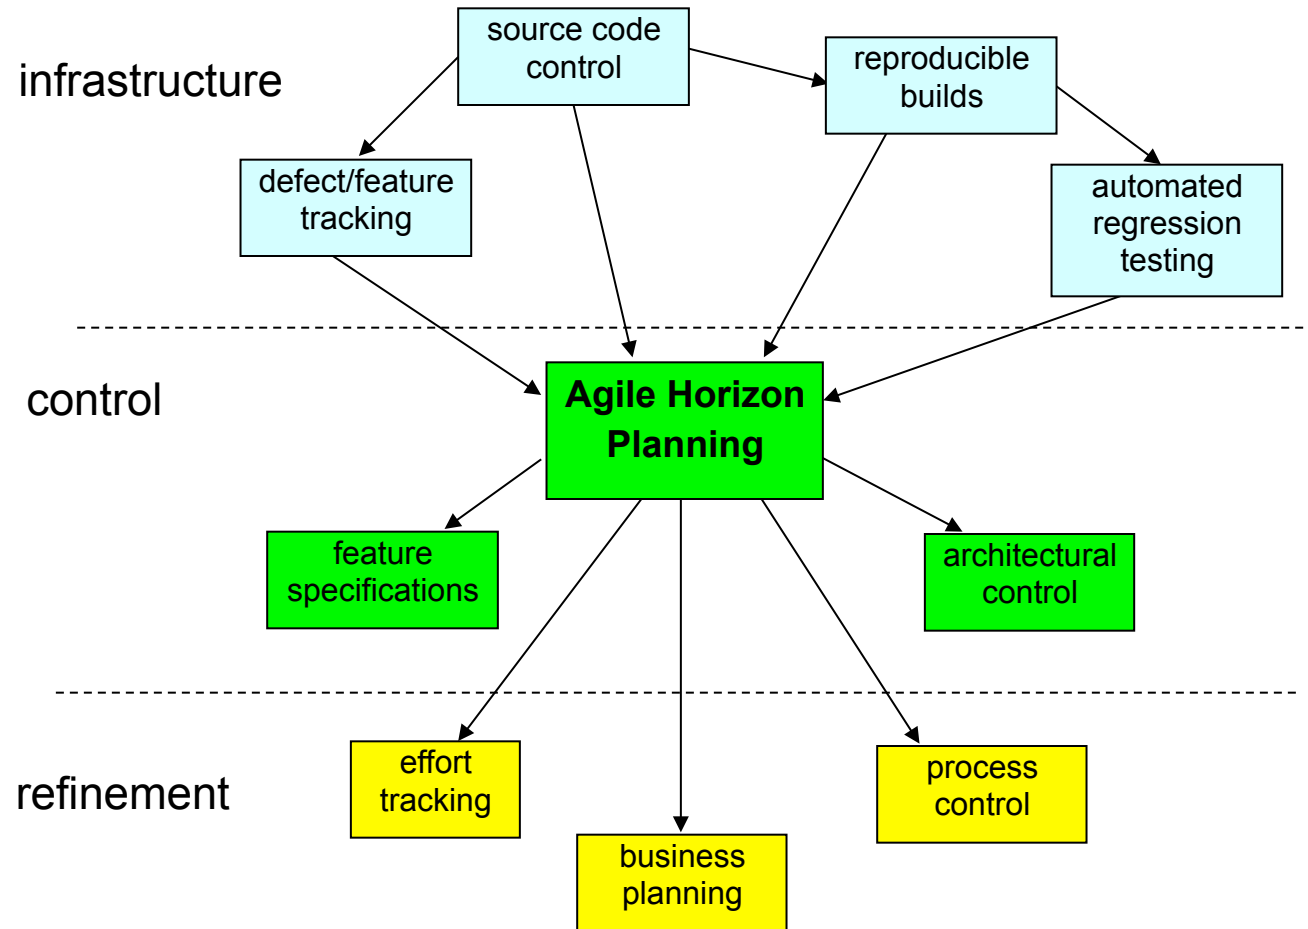 infrastructure
source code
control
reproducible
builds
defect/feature
tracking
automated
regression
testing
control
Agile Horizon
Planning
feature
specifications
architectural
control
refinement
effort
tracking
process
control
business
planning